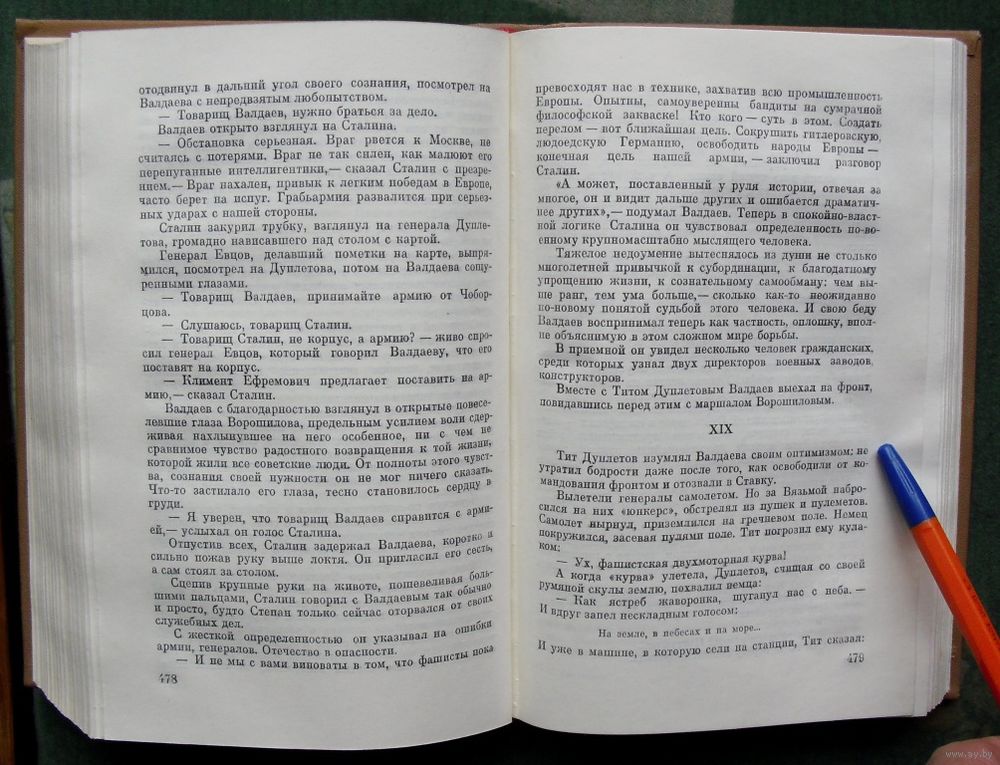 отодвинул в дальний угол своего сознания, посмотрел на
Валдаева с непредвзятым любопытством.
— Товарищ Валдаев, нужно браться за дело.
Валдаев открыто взглянул на Сталина.
— Обстановка серьезная. Враг рвется к Москве, не
считаясь с потерями. Враг не так силен, как малюют его
перепуганные интеллигентики,— сказал Сталин с презре-
нием.— Враг нахален, привык к легким победам в Европе,
часто берет на испуг. Грабьармия развалится при серьез-
ных ударах с нашей стороны.
Сталин закурил трубку, взглянул на генерала Дупле-
това, громадно нависавшего над столом с картой.
Генерал Евцов, делавший пометки на карте, выпря-
мился, посмотрел на Дуплетова, потом на Валдаева сощу-
ренными глазами.
— Товарищ Валдаев, принимайте армию от Чоборр-
цова.
— Слушаюсь, товарищ Сталин.
— Товарищ Сталин, не корпус, а армию? — живо спро-
сил генерал Евцов, который говорил Валдаеву, что его
поставят на корпус.
— Климент Ефремович предлагает поставить на ар-
мию,— сказал Сталин.
Валдаев с благодарностью взглянул в открытые повесе-
левшие глаза Ворошилова, предельным усилием воли сдер-
живая нахлынувшее на него особенное, ни с чем не
сравнимое чувство радостного возвращения к той жизни,
которой жили все советские люди. От полноты этого чувст-
ва, сознания своей нужности он не мог ничего сказать.
Что-то застилало его глаза, тесно становилось сердцу в
груди.
— Я уверен, что товарищ Валдаев справится с арми-
ей,— услыхал он голос Сталина.
Отпустив всех, Сталин задержал Валдаева, коротко и
сильно пожав руку выше локтя. Он пригласил его сесть,
а сам стоял за столом.
Сцепив крупные руки на животе, пошевеливая боль-
шими пальцами, Сталин говорил с Валдаевым так обычно
и просто, будто Степан только сейчас оторвался от своих
служебных дел.
С жесткой определенностью он указывал на ошибки
армии, генералов. Отечество в опасности.
— И не мы с вами виноваты в том, что фашисты пока
478
превосходят нас в технике, захватив всю промышленность
Европы. Опытны, самоуверенны бандиты на сумрачной
философской закваске! Кто кого — суть в этом. Создать
перелом — вот ближайшая цель. Сокрушить гитлеровскую,
людоедскую Германию, освободить народы Европы —
конечная цель нашей армии, — заключил разговор
Сталин.
«А может, поставленный у руля истории, отвечая за
многое, он и видит дальше других и ошибается драматич-
нее других»,— подумал Валдаев. Теперь в спокойно-власт-
ной логике Сталина он чувствовал определенность по-во-
енному крупномасштабно мыслящего человека.
Тяжелое недоумение вытеснялось из души не столько
многолетней привычкой к субординации, к благодатному
упрощению жизни, к сознательному самообману: чем вы-
ше ранг, тем ума больше,— сколько как-то неожиданно
по-новому понятой судьбой этого человека. И свою беду
Валдаев воспринимал теперь как частность, оплошку, впол-
не объяснимую в этом сложном мире борьбы.
В приемной он увидел несколько человек гражданских,
среди которых узнал двух директоров военных заводов,
конструкторов.
Вместе с Титом Дуплетовым Валдаев выехал на фронт,
повидавшись перед этим с маршалом Ворошиловым.
XIX
Тит Дуплетов изумлял Валдаева своим оптимизмом: не
утратил бодрости даже после того, как освободили от ко-
мандования фронтом и отозвали в Ставку.
Вылетели генералы самолетом. Но за Вязьмой набро-
сился на них «юнкерс», обстрелял из пушек и пулеметов.
Самолет нырнул, приземлился на гречневом поле. Немец
покружился, засевая пулями поле. Тит погрозил ему кула-
ком:
— Ух, фашистская двухмоторная курва!
А когда «курва» улетела, Дуплетов, счищая со своей
румяной скулы землю, похвалил немца:
— Как ястреб жаворонка, шуганул нас с неба. —
И вдруг запел нескладным голосом:
На земле, в небесах и на море...
И уже в машине, в которую сели на станции, Тит сказал:
479
www.ay.by